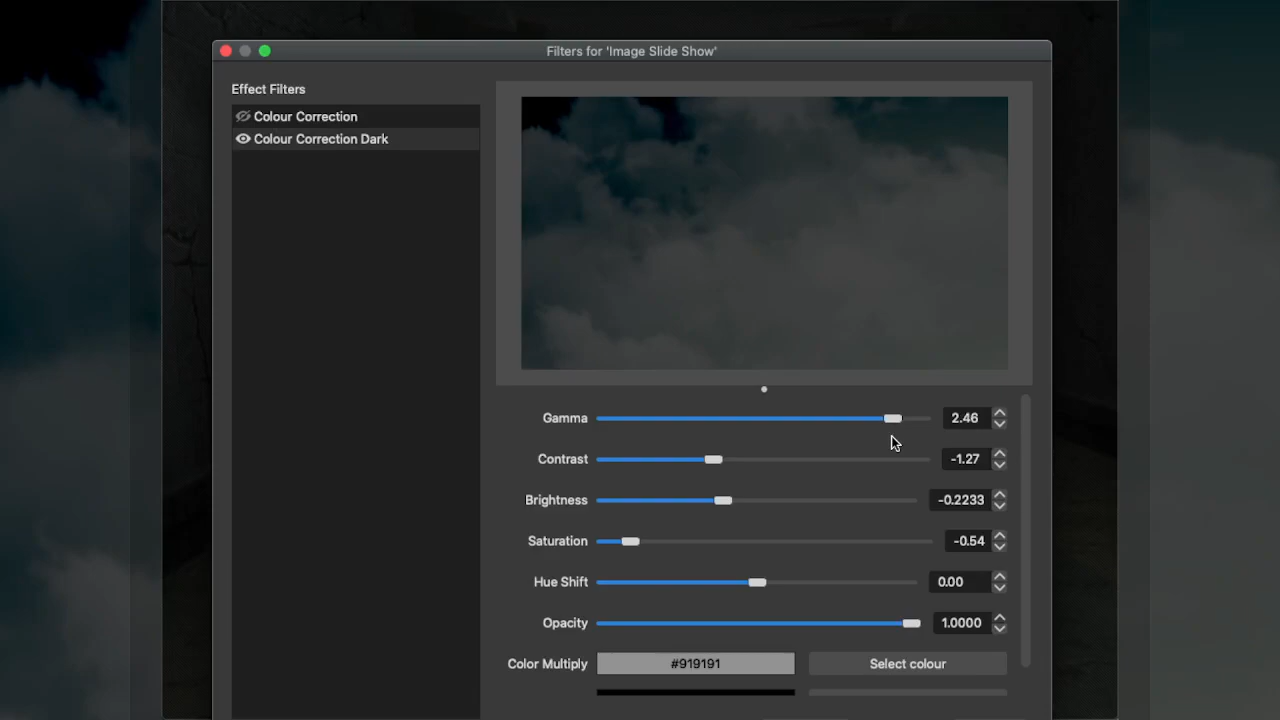 Filters for 'Image Slide Show'
Effect Filters
Colour Correction
Colour Correction Dark
Gamma 2.46
Contrast -1.27
Brightness -0.2233
Saturation -0.54
Hue Shift 0.00
Opacity 1.0000
Color Multiply #919191 Select colour